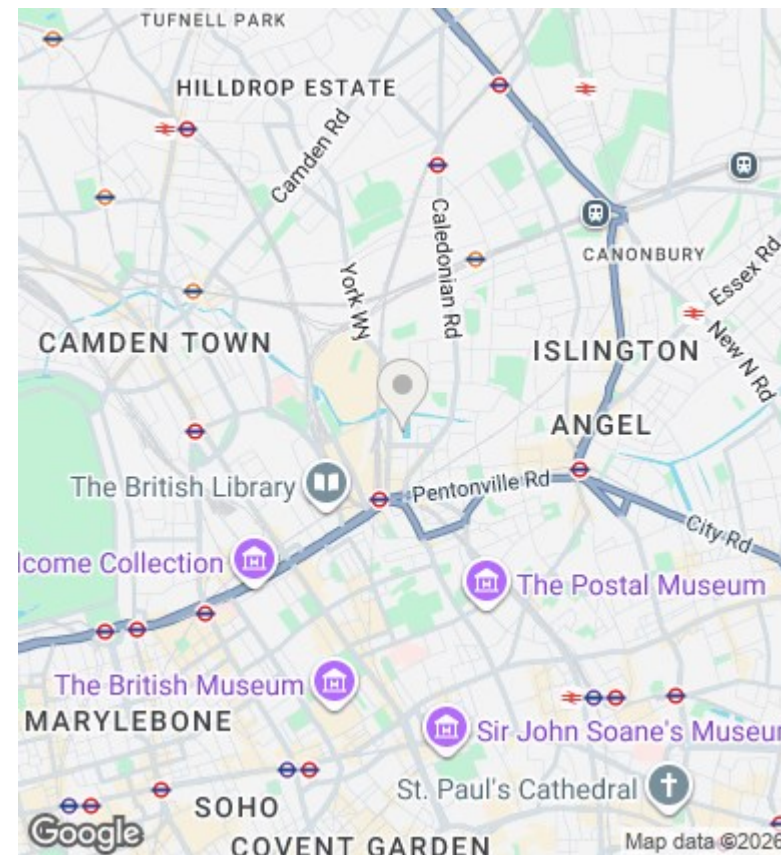 TUFNELL PARK
HILLDROP ESTATE
Camden Rd
Caledonian Rd
York Wy
CANONBURY
Essex Rd
New N Rd
CAMDEN TOWN
ISLINGTON
ANGEL
The British Library
Pentonville Rd
City Rd
lcome Collection
The Postal Museum
The British Museum
MARYLEBONE
Sir John Soane's Museu
St. Paul's Cathedral
SOHO
COVENT GARDEN
Google
Map data ©2026